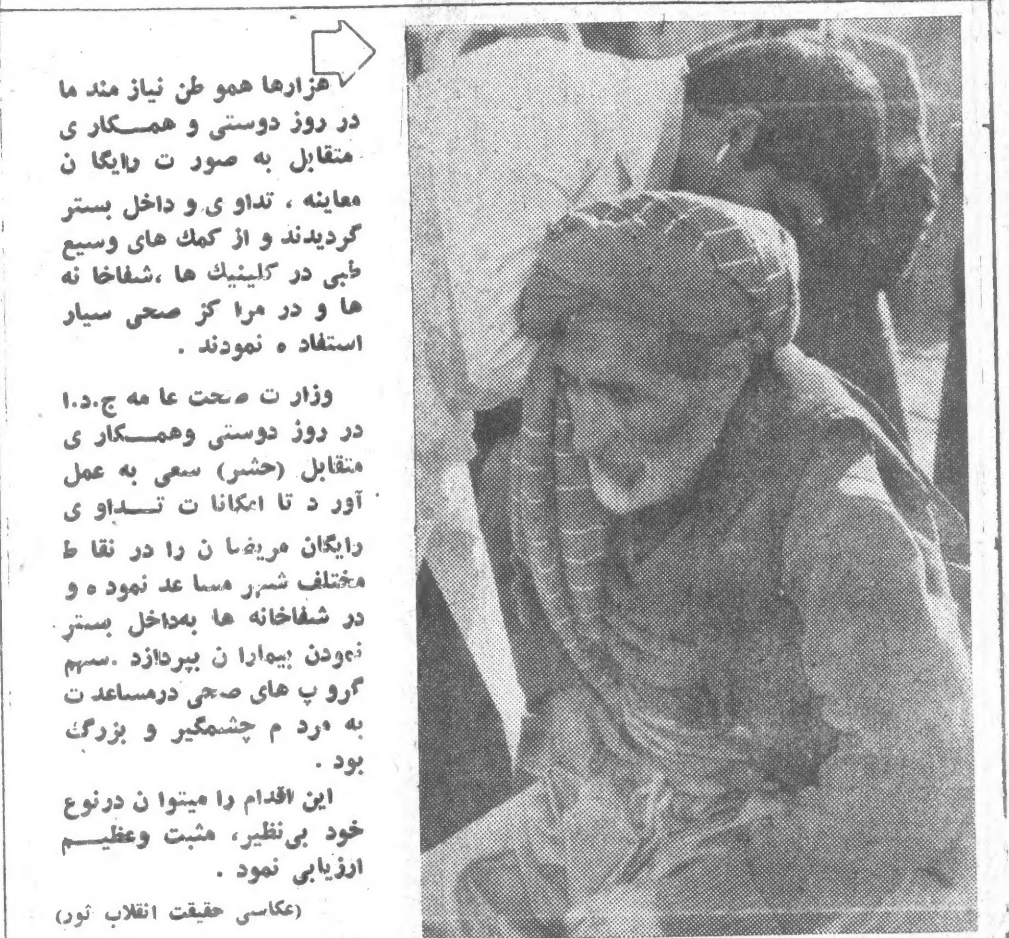 هزارها هموطن نیازمند ما
در روز دوستی و همکاری
متقابل به صورت رایگان
معاینه ، تداوی و داخل بستر
گردیدند و از کمك های وسیع
طبی در کلینیك ها ،شفاخانه
ها و در مراکز صحی سیار
استفاده نمودند .
وزارت صحت عامه ج.د.ا
در روز دوستی وهمکاری
متقابل (حشر) سعی به عمل
آورد تا امکانات تداوی
رایگان مریضان را در نقاط
مختلف شهر مساعد نموده و
در شفاخانه ها بهداخل بستر
نمودن بیماران بپردازد .سهم
گروپ های صحی درمساعدت
به مردم چشمگیر و بزرگ
بود .
این اقدام را میتوان درنوع
خود بی‌نظیر، مثبت وعظیم
ارزیابی نمود .
(عکاسی حقیقت انقلاب ثور)